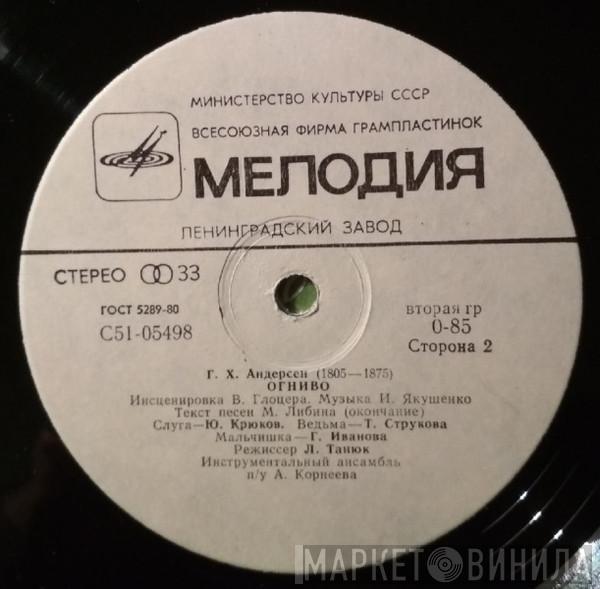 МИНИСТЕРСТВО КУЛЬТУРЫ СССР
ВСЕСОЮЗНАЯ ФИРМА ГРАМПЛАСТИНОК
МЕЛОДИЯ
ЛЕНИНГРАДСКИЙ ЗАВОД
СТЕРЕО 33
ГОСТ 5289-80
С51-05498
вторая гр
0-85
Сторона 2
Г. Х. Андерсен (1805—1875)
ОГНИВО
Инсценировка В. Глоцера. Музыка И. Якушенко
Текст песен М. Либина (окончание)
Слуга—Ю. Крюков. Ведьма—Т. Струкова
Мальчишка—Г. Иванова
Режиссер Л. Танюк
Инструментальный ансамбль
п/у А. Корнеева
МАРКЕТ ВИНИЛА